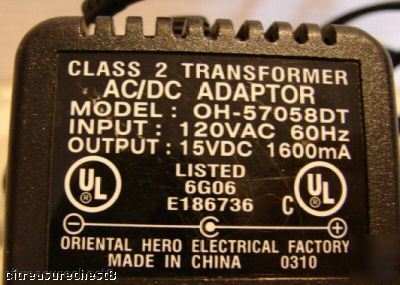 CLASS 2 TRANSFORMER
AC/DC ADAPTOR
MODEL : OH-57058DT
INPUT : 120VAC 60Hz
OUTPUT : 15VDC 1600mA
LISTED
UL 6G06 UL
E186736 C
- +
ORIENTAL HERO ELECTRICAL FACTORY
MADE IN CHINA 0310
citreasurechest8